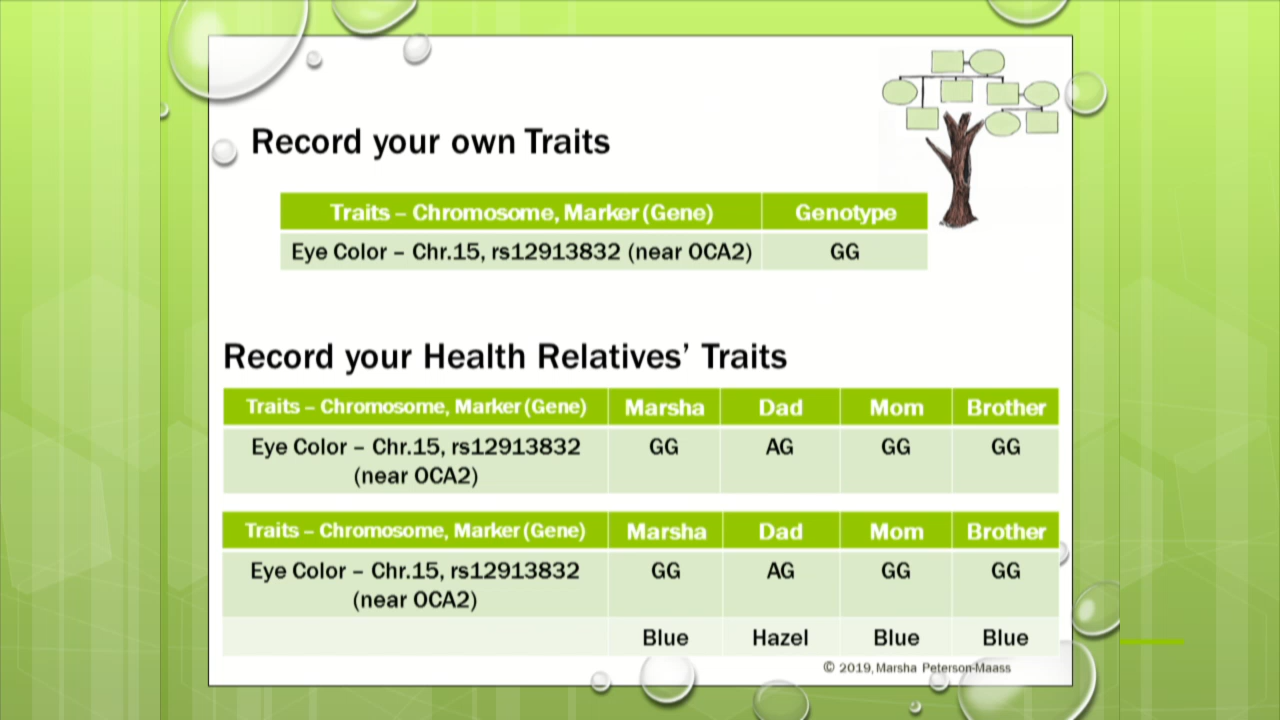 Record your own Traits
Traits – Chromosome, Marker (Gene) Genotype
Eye Color – Chr.15, rs12913832 (near OCA2) GG
Record your Health Relatives’ Traits
Traits – Chromosome, Marker (Gene) Marsha Dad Mom Brother
Eye Color – Chr.15, rs12913832 GG AG GG GG
(near OCA2)
Traits – Chromosome, Marker (Gene) Marsha Dad Mom Brother
Eye Color – Chr.15, rs12913832 GG AG GG GG
(near OCA2)
Blue Hazel Blue Blue
© 2019, Marsha Peterson-Maass